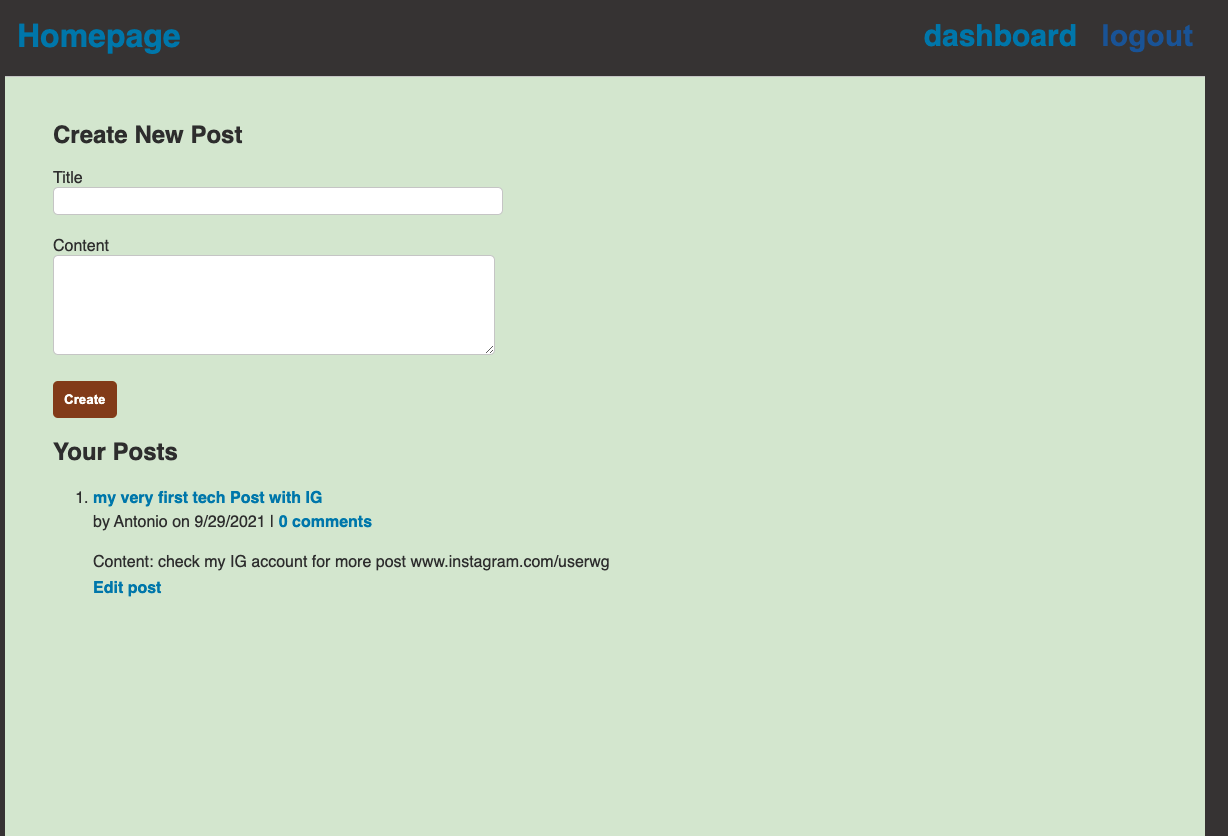 Homepage dashboard logout
Create New Post
Title
Content
Create
Your Posts
1. my very first tech Post with IG
by Antonio on 9/29/2021 | 0 comments
Content: check my IG account for more post www.instagram.com/userwg
Edit post